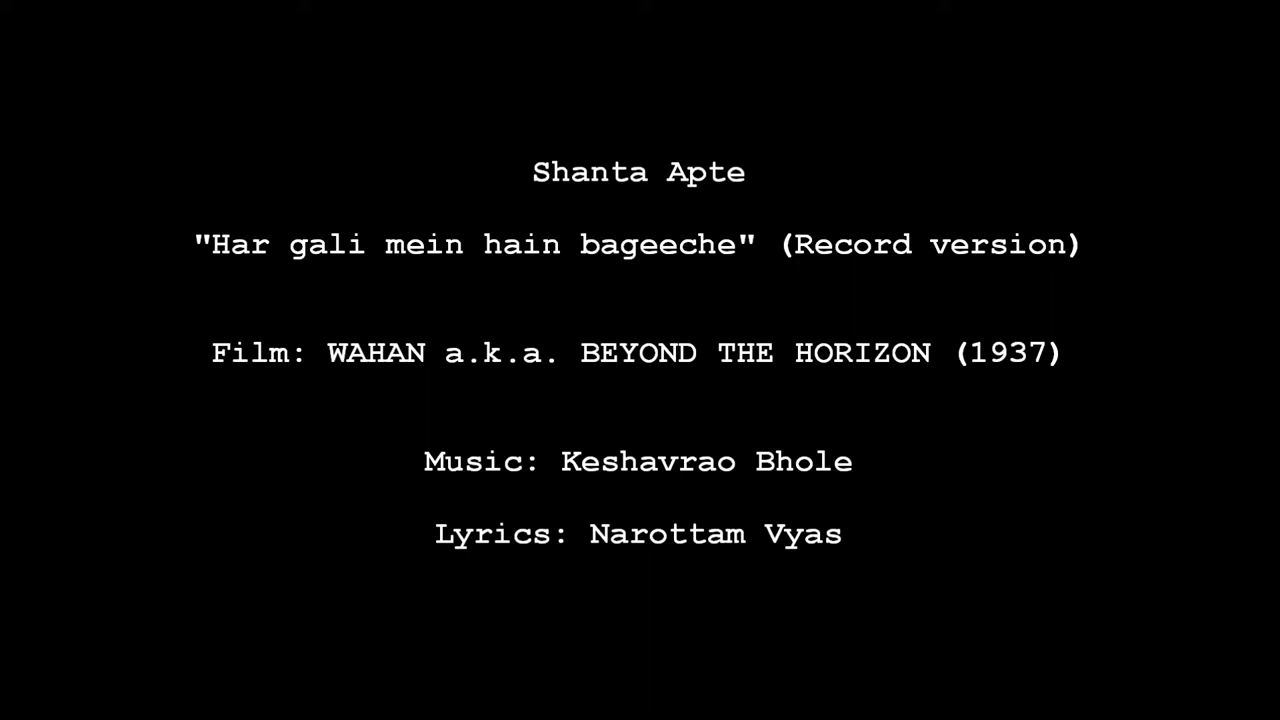 Shanta Apte
"Har gali mein hain bageeche" (Record version)
Film: WAHAN a.k.a. BEYOND THE HORIZON (1937)
Music: Keshavrao Bhole
Lyrics: Narottam Vyas